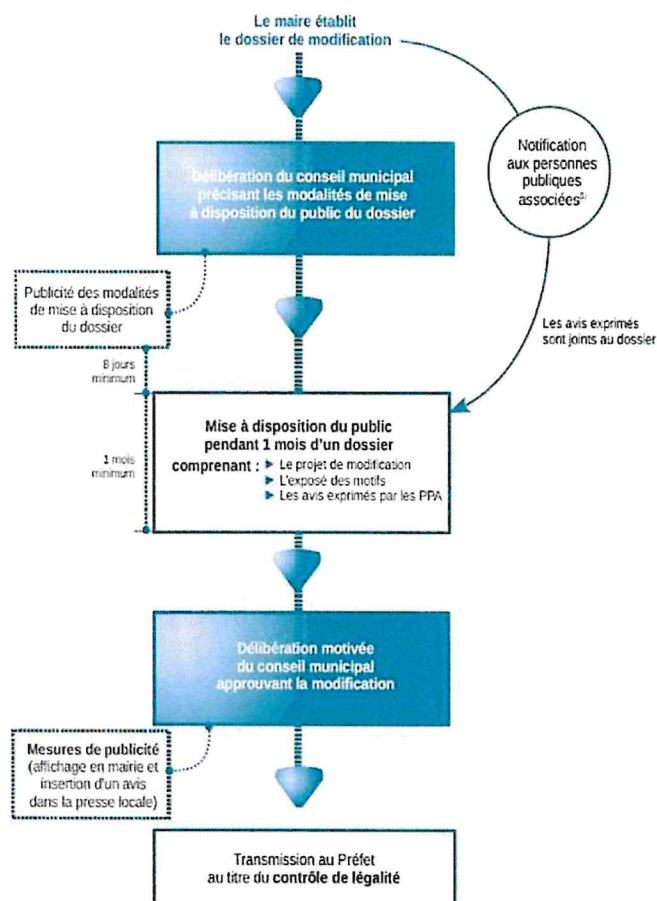 Le maire établit
le dossier de modification
Notification
aux personnes
publiques
associées
Délibération du conseil municipal
précisant les modalités de mise
à disposition du public du dossier
Publicité des modalités
de mise à disposition
du dossier
Les avis exprimés
sont joints au dossier
8 jours
minimum
1 mois
minimum
Mise à disposition du public
pendant 1 mois d'un dossier
comprenant : ▶ Le projet de modification
▶ L'exposé des motifs
▶ Les avis exprimés par les PPA
Délibération motivée
du conseil municipal
approuvant la modification
Mesures de publicité
(affichage en mairie et
insertion d'un avis
dans la presse locale)
Transmission au Préfet
au titre du contrôle de légalité